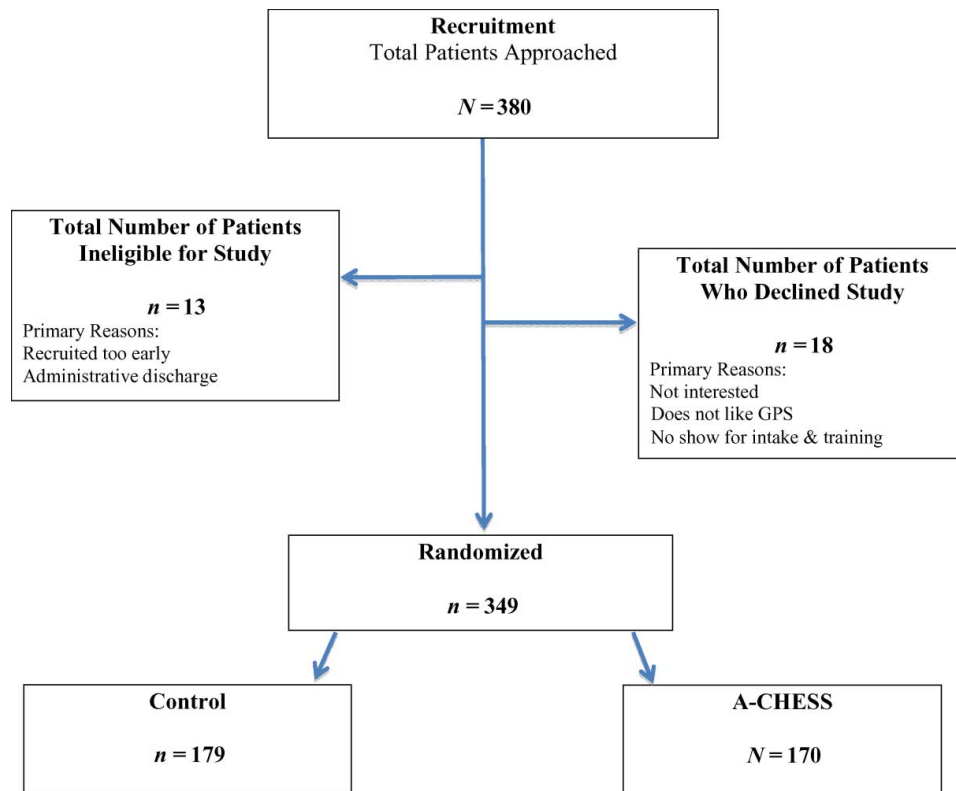 Recruitment
Total Patients Approached
N = 380
Total Number of Patients
Ineligible for Study
n = 13
Primary Reasons:
Recruited too early
Administrative discharge
Total Number of Patients
Who Declined Study
n = 18
Primary Reasons:
Not interested
Does not like GPS
No show for intake & training
Randomized
n = 349
Control
n = 179
A-CHESS
N = 170